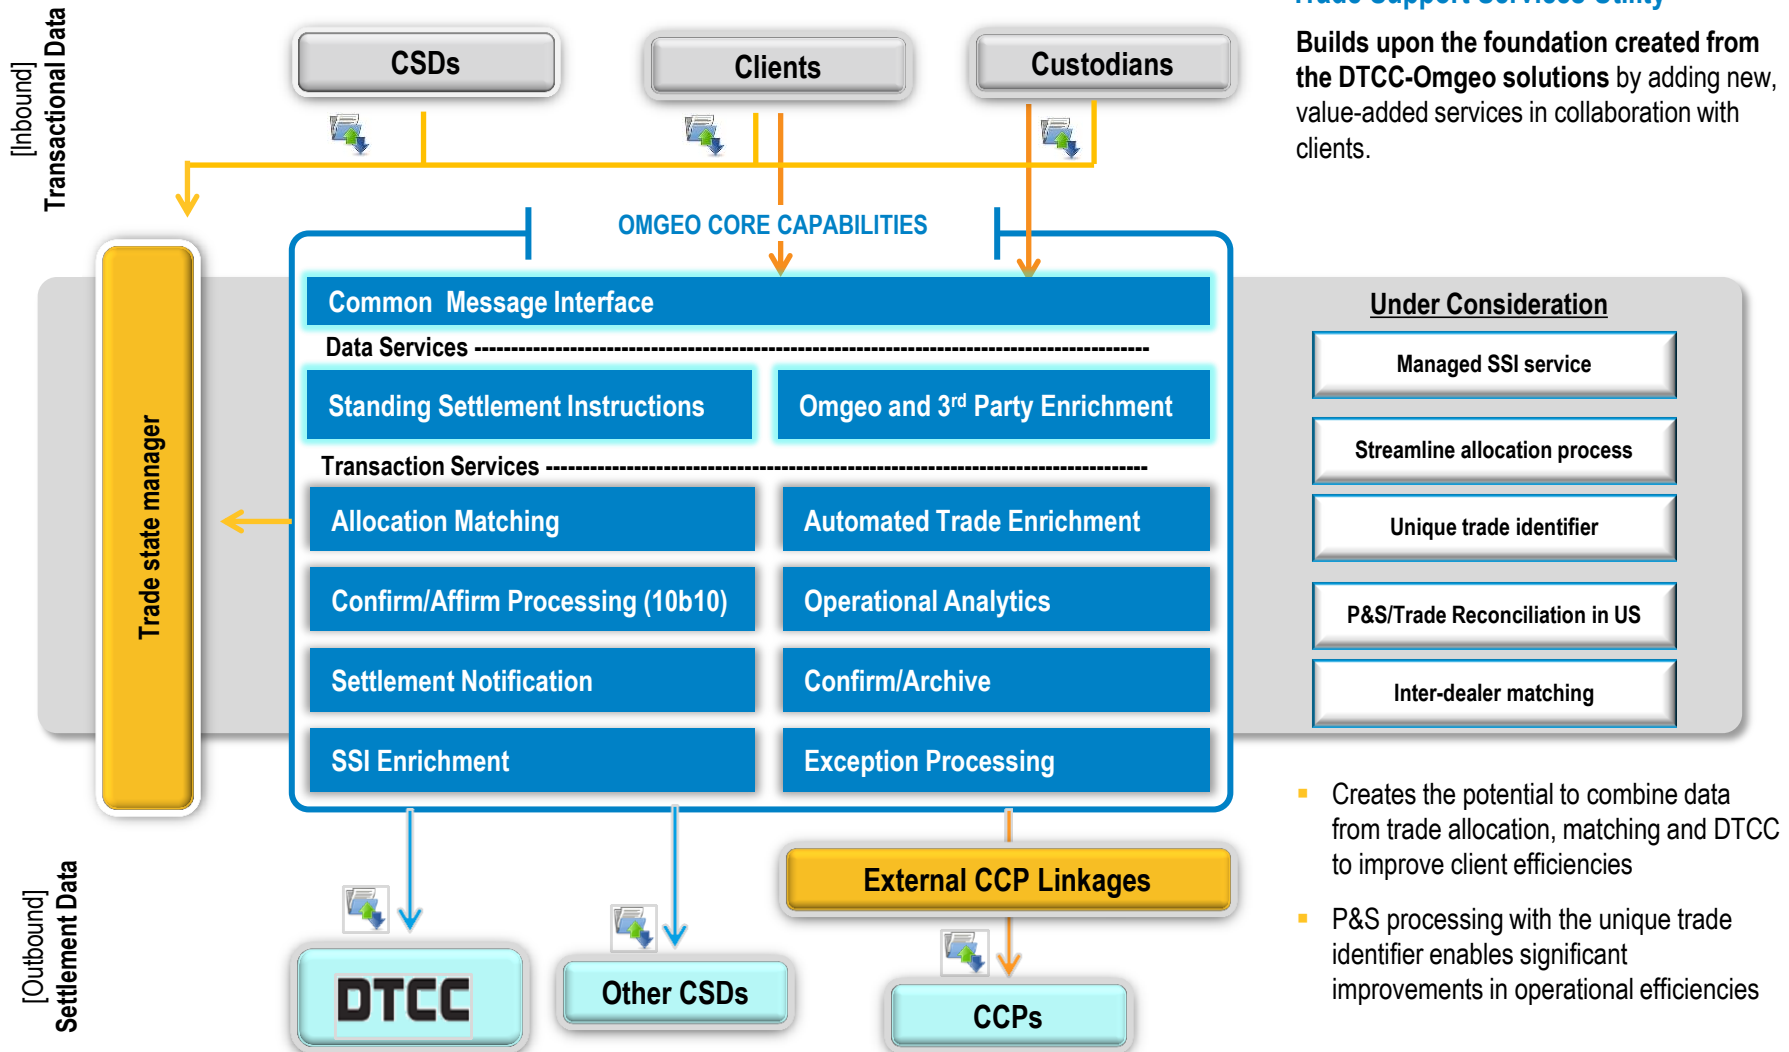 Trade Support Services Utility
Builds upon the foundation created from
the DTCC-Omgeo solutions by adding new,
value-added services in collaboration with
clients.
[Inbound]
Transactional Data
CSDs
Clients
Custodians
OMGEO CORE CAPABILITIES
Common Message Interface
Data Services
Standing Settlement Instructions
Omgeo and 3rd Party Enrichment
Transaction Services
Allocation Matching
Automated Trade Enrichment
Confirm/Affirm Processing (10b10)
Operational Analytics
Settlement Notification
Confirm/Archive
SSI Enrichment
Exception Processing
Trade state manager
Under Consideration
Managed SSI service
Streamline allocation process
Unique trade identifier
P&S/Trade Reconciliation in US
Inter-dealer matching
[Outbound]
Settlement Data
External CCP Linkages
DTCC
Other CSDs
CCPs
Creates the potential to combine data
from trade allocation, matching and DTCC
to improve client efficiencies
P&S processing with the unique trade
identifier enables significant
improvements in operational efficiencies